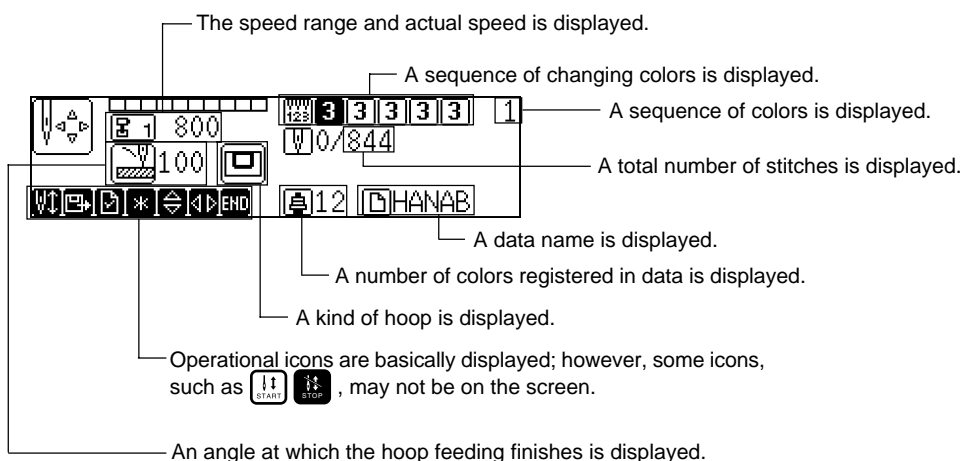 The speed range and actual speed is displayed.
A sequence of changing colors is displayed.
123 3 3 3 3 3 1
A sequence of colors is displayed.
1 800
0/844
A total number of stitches is displayed.
100
END
12 HANAB
A data name is displayed.
A number of colors registered in data is displayed.
A kind of hoop is displayed.
Operational icons are basically displayed; however, some icons,
such as START STOP , may not be on the screen.
An angle at which the hoop feeding finishes is displayed.